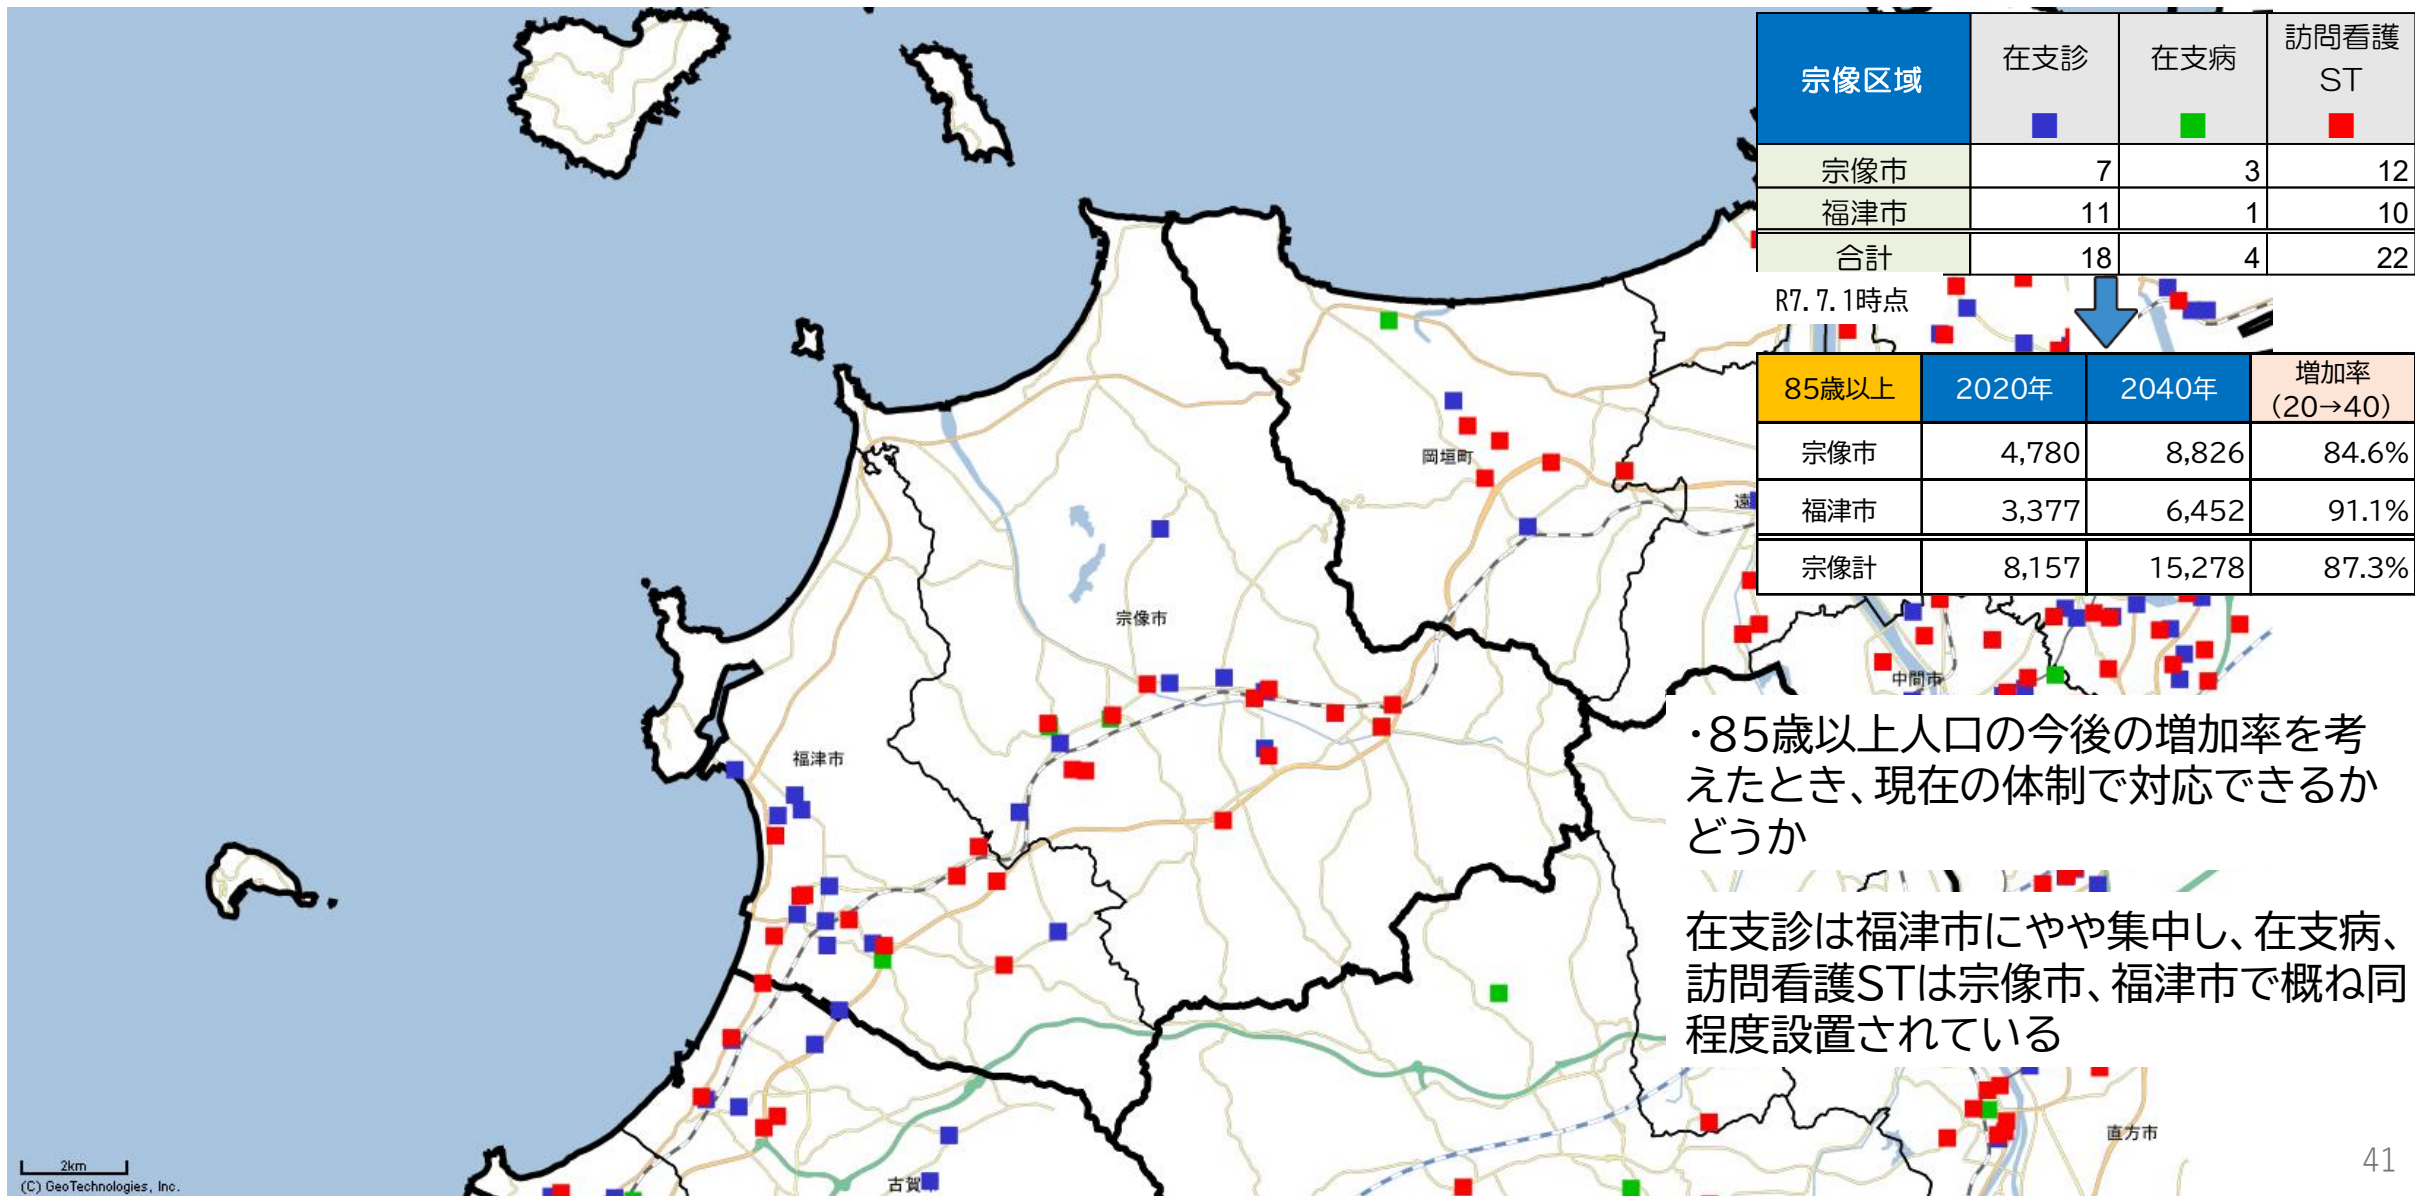 宗像区域 在支診 在支病 訪問看護ST
宗像市 7 3 12
福津市 11 1 10
合計 18 4 22
R7.7.1時点
85歳以上 2020年 2040年 増加率(20→40)
宗像市 4,780 8,826 84.6%
福津市 3,377 6,452 91.1%
宗像計 8,157 15,278 87.3%
岡垣町
遠
宗像市
中間市
福津市
・85歳以上人口の今後の増加率を考
えたとき、現在の体制で対応できるか
どうか
在支診は福津市にやや集中し、在支病、
訪問看護STは宗像市、福津市で概ね同
程度設置されている
直方市
古賀
2km
(C) GeoTechnologies, Inc.
41